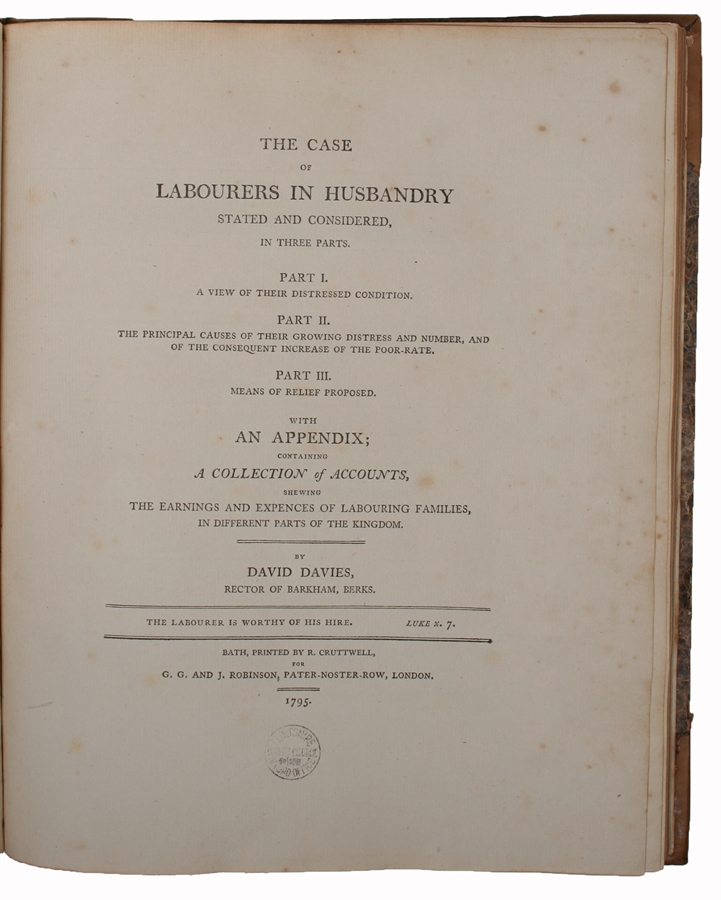 THE CASE
OF
LABOURERS IN HUSBANDRY
STATED AND CONSIDERED,
IN THREE PARTS.
PART I.
A VIEW OF THEIR DISTRESSED CONDITION.
PART II.
THE PRINCIPAL CAUSES OF THEIR GROWING DISTRESS AND NUMBER, AND
OF THE CONSEQUENT INCREASE OF THE POOR-RATE.
PART III.
MEANS OF RELIEF PROPOSED.
WITH
AN APPENDIX;
CONTAINING
A COLLECTION of ACCOUNTS,
SHEWING
THE EARNINGS AND EXPENCES OF LABOURING FAMILIES,
IN DIFFERENT PARTS OF THE KINGDOM.
BY
DAVID DAVIES,
RECTOR OF BARKHAM, BERKS.
THE LABOURER IS WORTHY OF HIS HIRE. LUKE x. 7.
BATH, PRINTED BY R. CRUTTWELL,
FOR
G. G. AND J. ROBINSON, PATER-NOSTER-ROW, LONDON.
1795.